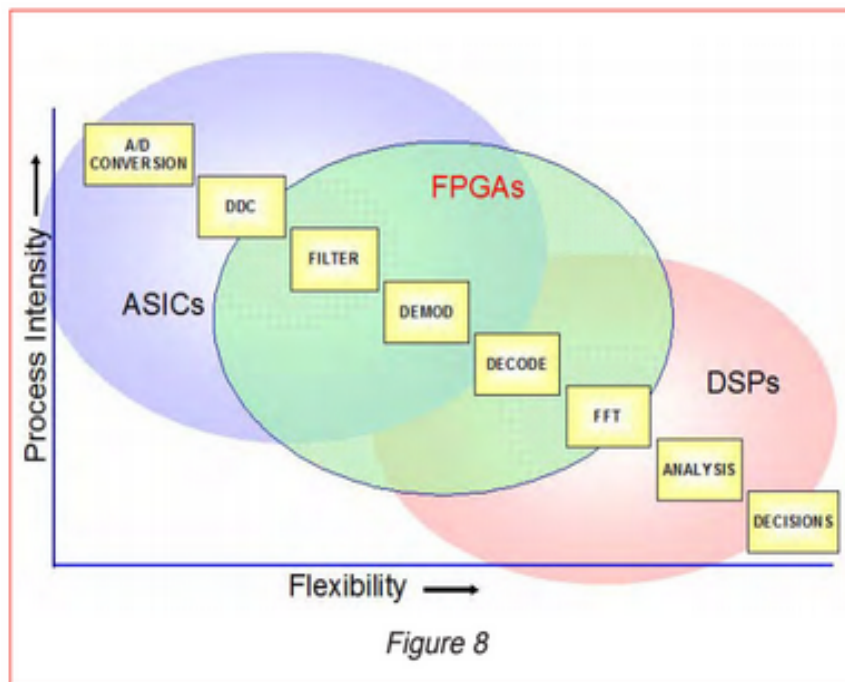 A/D
CONVERSION
DDC
FPGAs
FILTER
ASICs
DEMOD
DECODE
DSPs
FFT
ANALYSIS
DECISIONS
Process Intensity
Flexibility
Figure 8